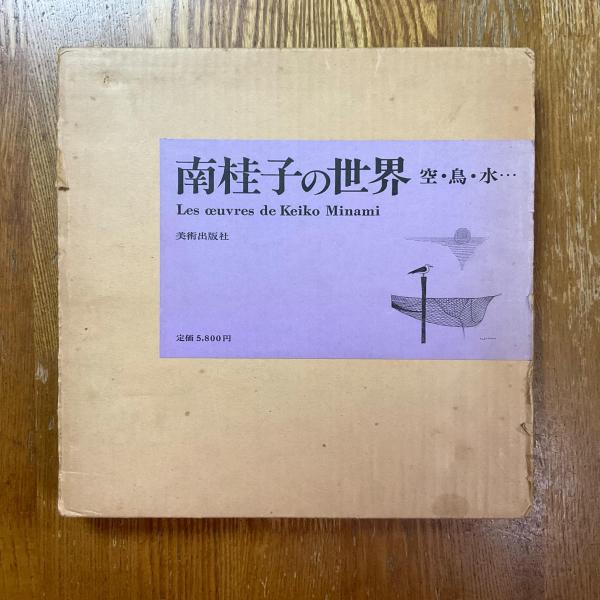 南桂子の世界 空・鳥・水…
Les œuvres de Keiko Minami
美術出版社
定価 5,800円